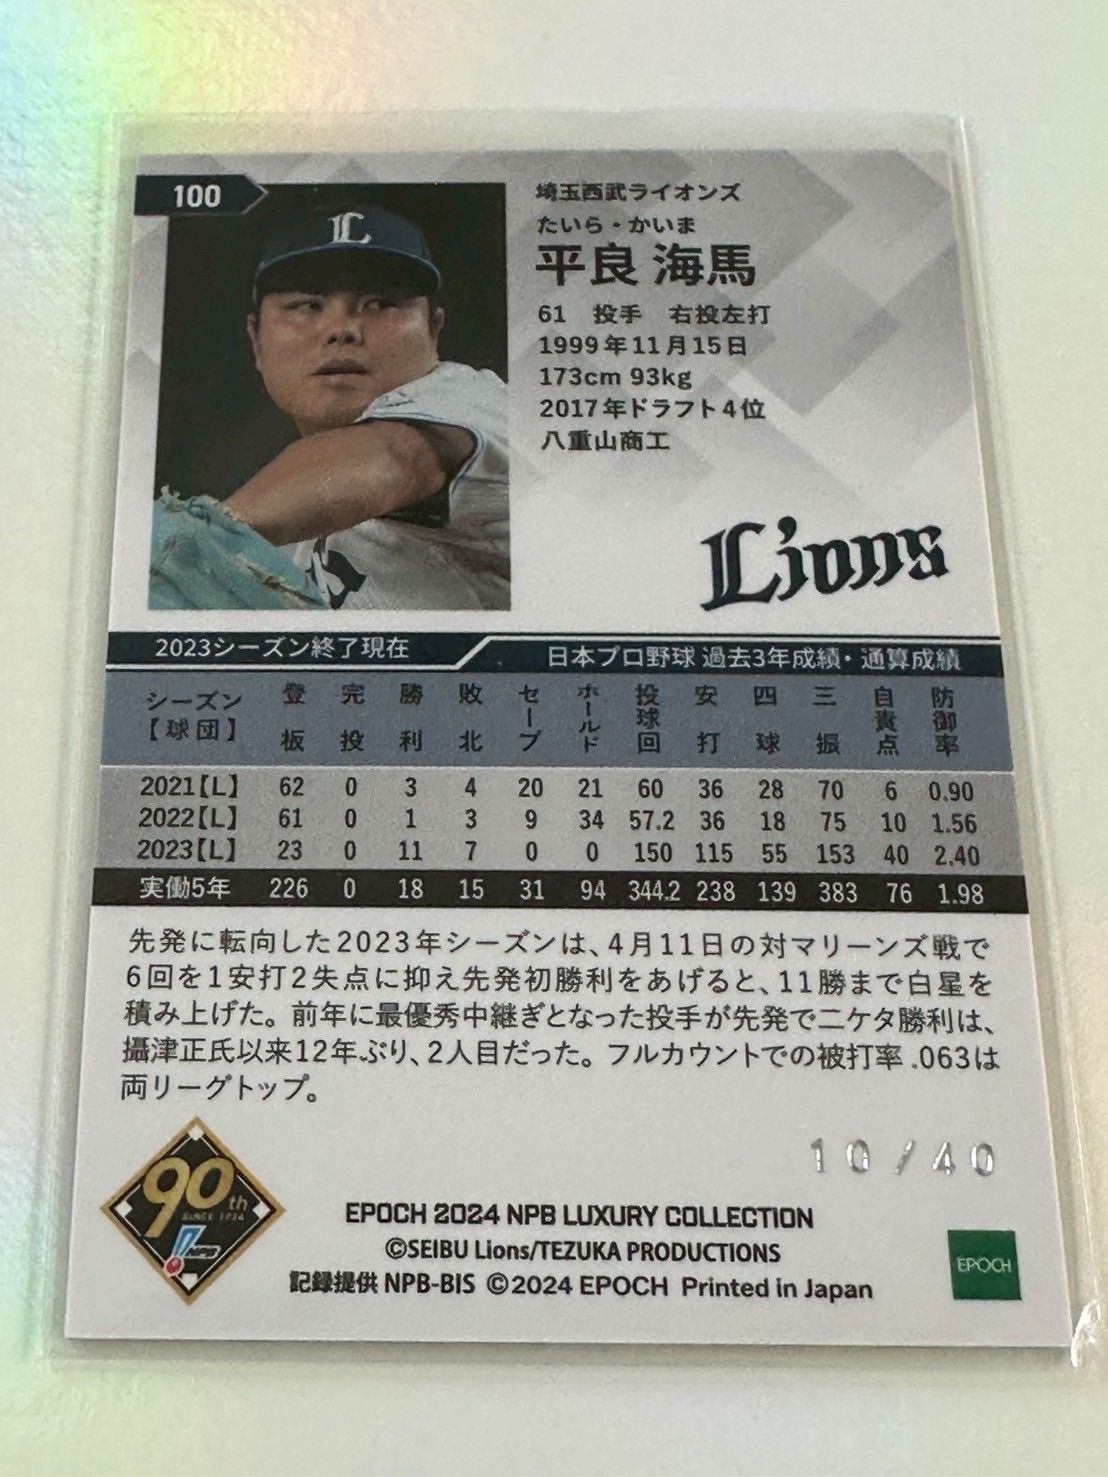 100
埼玉西武ライオンズ
たいら・かいま
平良 海馬
61 投手 右投左打
1999年11月15日
173cm 93kg
2017年ドラフト4位
八重山商工
L
Lions
2023シーズン終了現在
日本プロ野球 過去3年成績・通算成績
シーズン【球団】 登板 完投 勝利 敗北 セーブ ホールド 投球回 安打 四球 三振 自責点 防御率
2021【L】 62 0 3 4 20 21 60 36 28 70 6 0.90
2022【L】 61 0 1 3 9 34 57.2 36 18 75 10 1.56
2023【L】 23 0 11 7 0 0 150 115 55 153 40 2.40
実働5年 226 0 18 15 31 94 344.2 238 139 383 76 1.98
先発に転向した2023年シーズンは、4月11日の対マリーンズ戦で
6回を1安打2失点に抑え先発初勝利をあげると、11勝まで白星を
積み上げた。前年に最優秀中継ぎとなった投手が先発で二ケタ勝利は、
攝津正氏以来12年ぶり、2人目だった。フルカウントでの被打率.063は
両リーグトップ。
10/40
90th
SINCE 1934
NPB
EPOCH 2024 NPB LUXURY COLLECTION
©SEIBU Lions/TEZUKA PRODUCTIONS
記録提供 NPB-BIS ©2024 EPOCH Printed in Japan
EPOCH